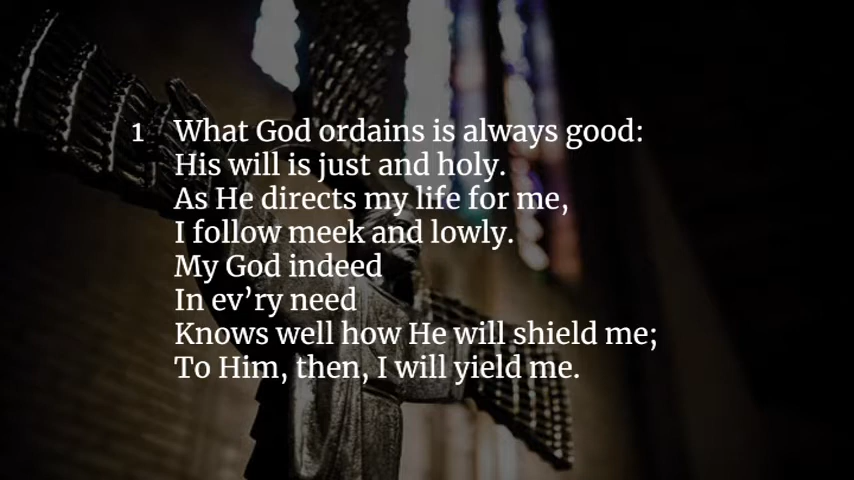 1 What God ordains is always good:
His will is just and holy.
As He directs my life for me,
I follow meek and lowly.
My God indeed
In ev’ry need
Knows well how He will shield me;
To Him, then, I will yield me.